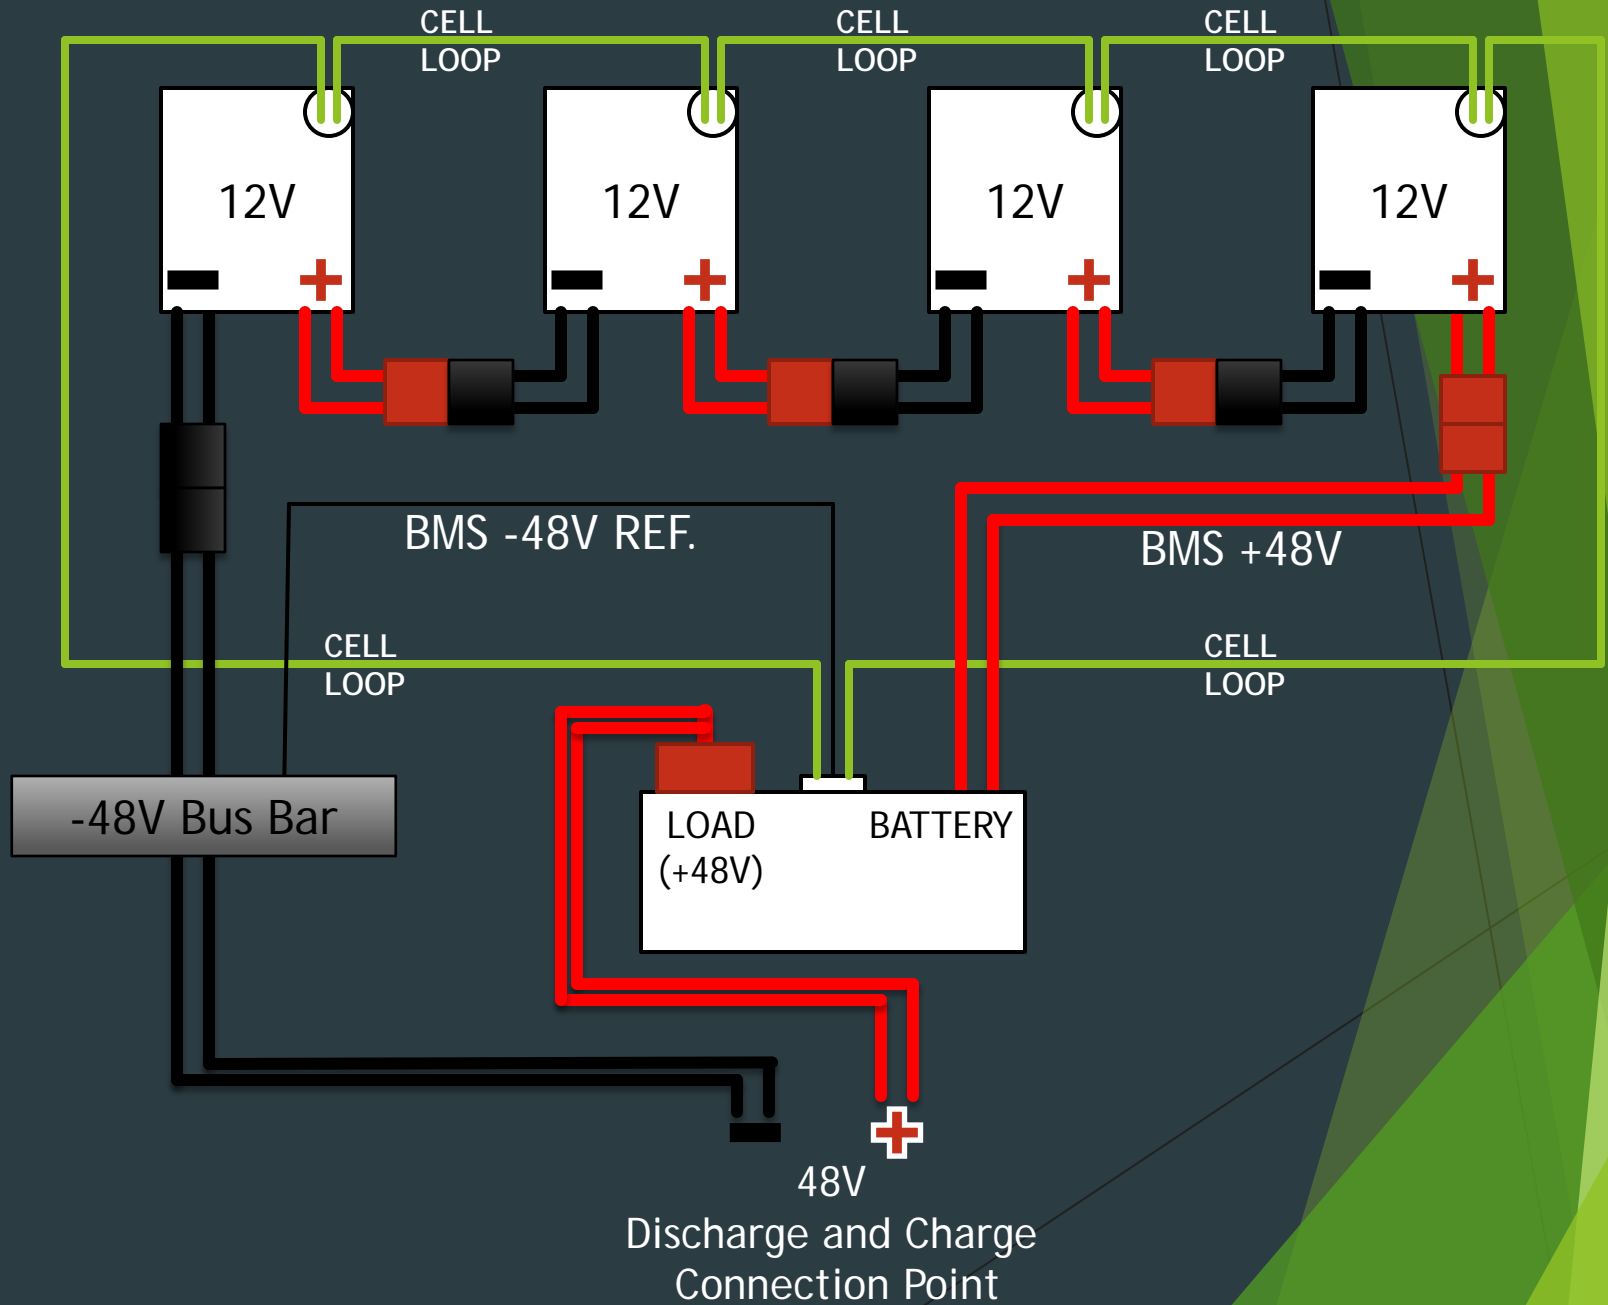 CELL
LOOP
CELL
LOOP
CELL
LOOP
12V
12V
12V
12V
BMS -48V REF.
BMS +48V
CELL
LOOP
CELL
LOOP
-48V Bus Bar
LOAD
(+48V)
BATTERY
48V
Discharge and Charge
Connection Point